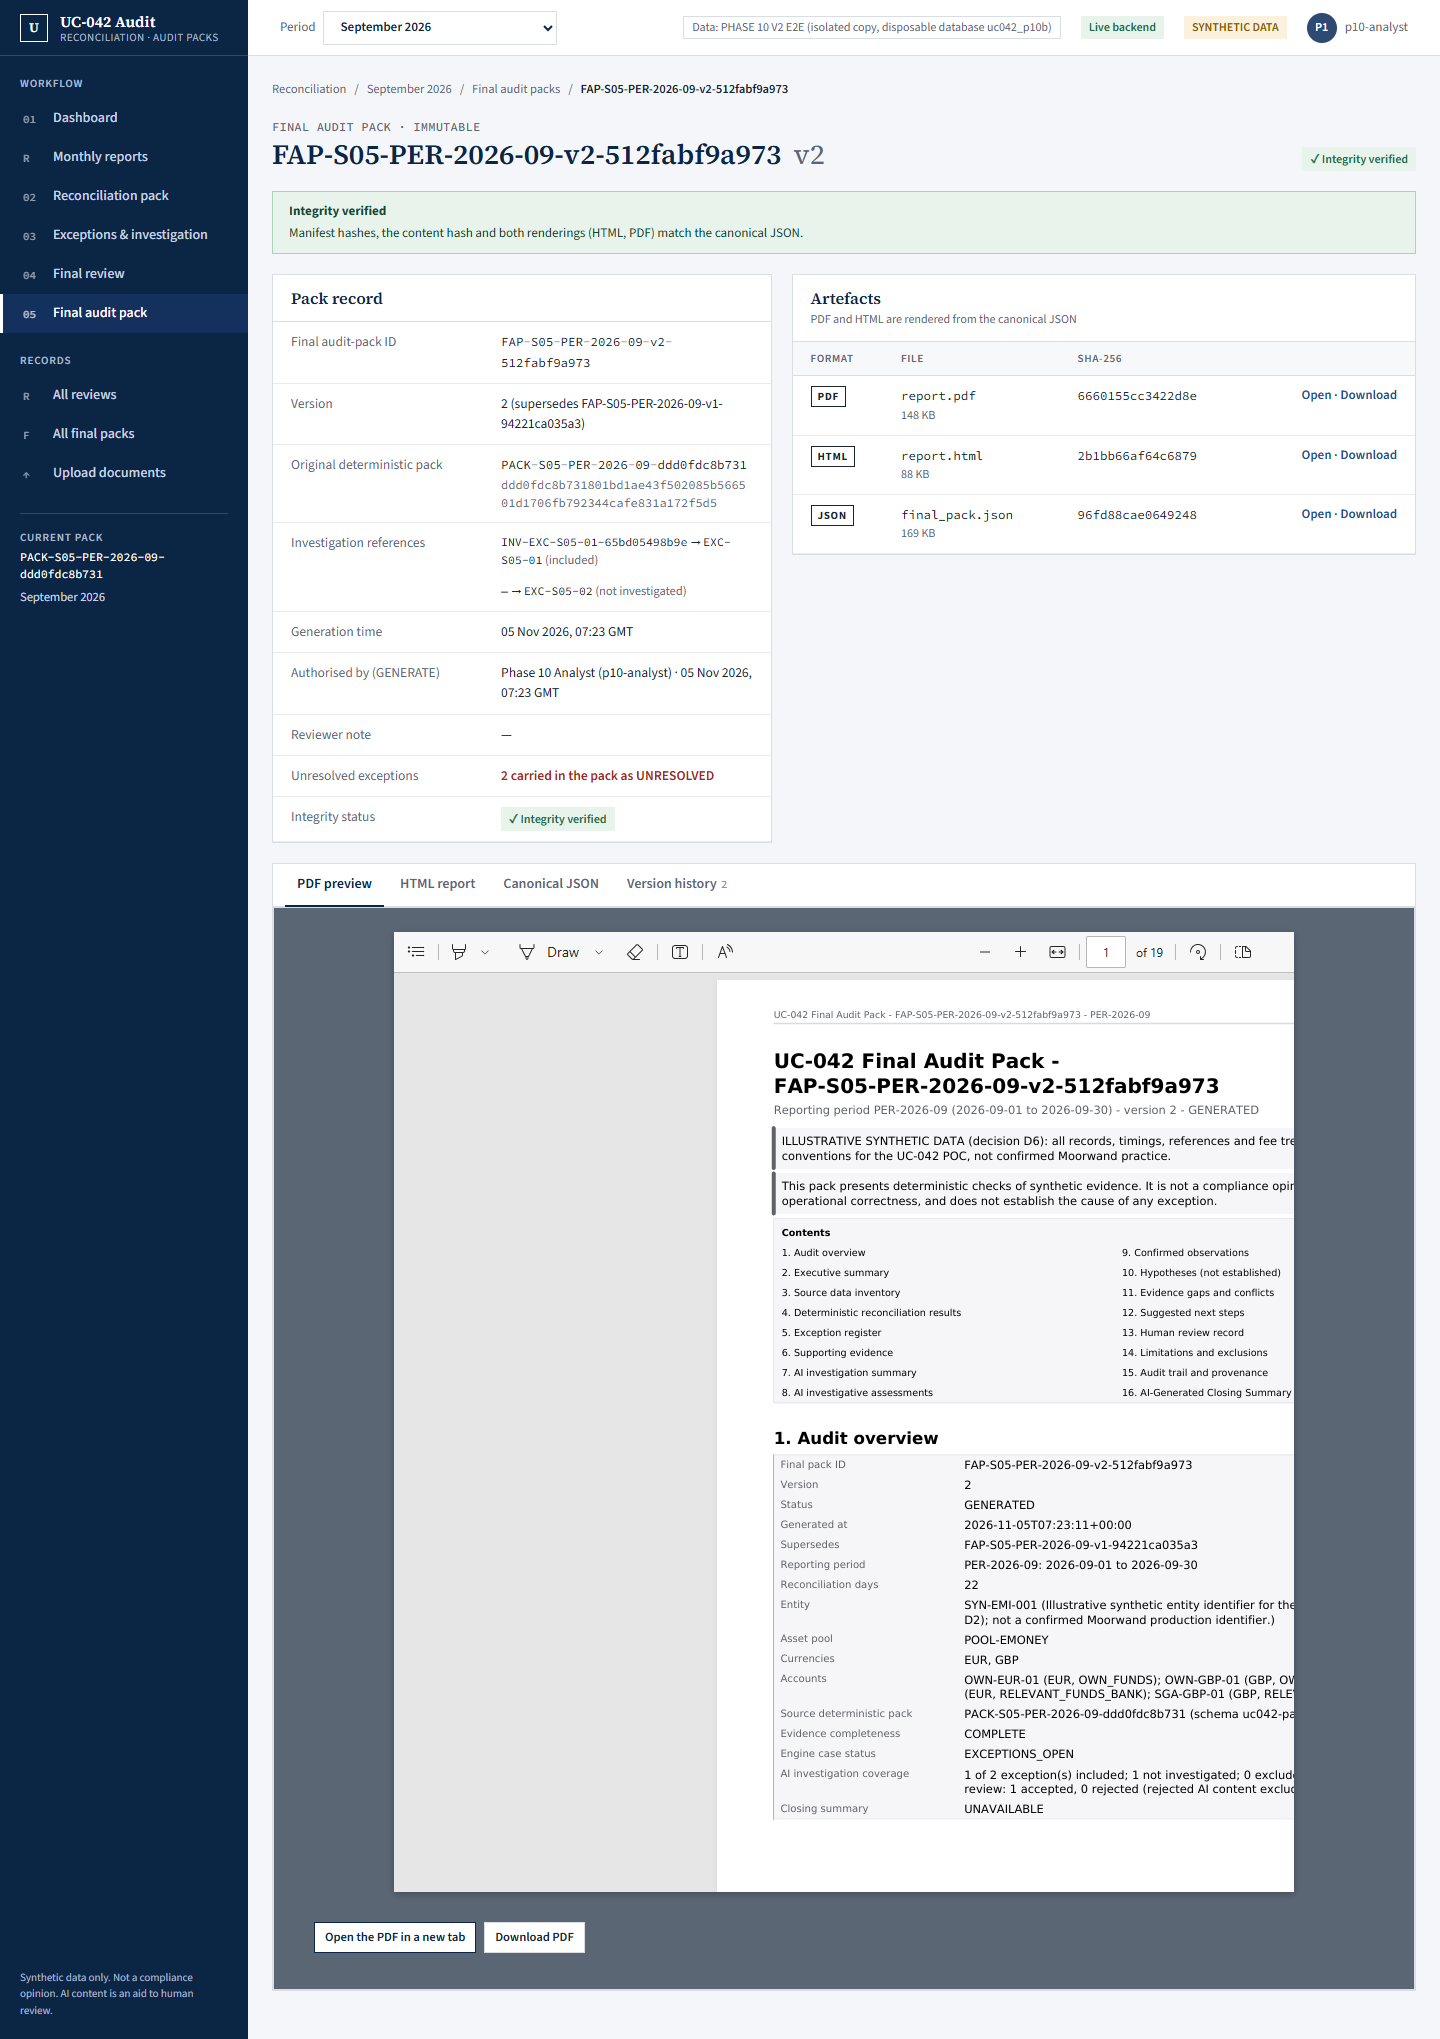 U
UC-042 Audit
RECONCILIATION · AUDIT PACKS
WORKFLOW
01 Dashboard
R Monthly reports
02 Reconciliation pack
03 Exceptions & investigation
04 Final review
05 Final audit pack
RECORDS
R All reviews
F All final packs
↑ Upload documents
CURRENT PACK
PACK-S05-PER-2026-09-
ddd0fdc8b731
September 2026
Synthetic data only. Not a compliance
opinion. AI content is an aid to human
review.
Period September 2026
Data: PHASE 10 V2 E2E (isolated copy, disposable database uc042_p10b)
Live backend
SYNTHETIC DATA
P1 p10-analyst
Reconciliation / September 2026 / Final audit packs / FAP-S05-PER-2026-09-v2-512fabf9a973
FINAL AUDIT PACK · IMMUTABLE
FAP-S05-PER-2026-09-v2-512fabf9a973 v2
✓ Integrity verified
Integrity verified
Manifest hashes, the content hash and both renderings (HTML, PDF) match the canonical JSON.
Pack record
Final audit-pack ID FAP-S05-PER-2026-09-v2-
512fabf9a973
Version 2 (supersedes FAP-S05-PER-2026-09-v1-
94221ca035a3)
Original deterministic pack PACK-S05-PER-2026-09-ddd0fdc8b731
ddd0fdc8b731801bd1ae43f502085b5665
01d1706fb792344cafe831a172f5d5
Investigation references INV-EXC-S05-01-65bd05498b9e → EXC-
S05-01 (included)
— → EXC-S05-02 (not investigated)
Generation time 05 Nov 2026, 07:23 GMT
Authorised by (GENERATE) Phase 10 Analyst (p10-analyst) · 05 Nov 2026,
07:23 GMT
Reviewer note —
Unresolved exceptions 2 carried in the pack as UNRESOLVED
Integrity status ✓ Integrity verified
Artefacts
PDF and HTML are rendered from the canonical JSON
FORMAT FILE SHA-256
PDF report.pdf 6660155cc3422d8e Open · Download
148 KB
HTML report.html 2b1bb66af64c6879 Open · Download
88 KB
JSON final_pack.json 96fd88cae0649248 Open · Download
169 KB
PDF preview HTML report Canonical JSON Version history 2
Draw 1 of 19
UC-042 Final Audit Pack - FAP-S05-PER-2026-09-v2-512fabf9a973 - PER-2026-09
UC-042 Final Audit Pack -
FAP-S05-PER-2026-09-v2-512fabf9a973
Reporting period PER-2026-09 (2026-09-01 to 2026-09-30) - version 2 - GENERATED
ILLUSTRATIVE SYNTHETIC DATA (decision D6): all records, timings, references and fee tre
conventions for the UC-042 POC, not confirmed Moorwand practice.
This pack presents deterministic checks of synthetic evidence. It is not a compliance opin
operational correctness, and does not establish the cause of any exception.
Contents
1. Audit overview 9. Confirmed observations
2. Executive summary 10. Hypotheses (not established)
3. Source data inventory 11. Evidence gaps and conflicts
4. Deterministic reconciliation results 12. Suggested next steps
5. Exception register 13. Human review record
6. Supporting evidence 14. Limitations and exclusions
7. AI investigation summary 15. Audit trail and provenance
8. AI investigative assessments 16. AI-Generated Closing Summary
1. Audit overview
Final pack ID FAP-S05-PER-2026-09-v2-512fabf9a973
Version 2
Status GENERATED
Generated at 2026-11-05T07:23:11+00:00
Supersedes FAP-S05-PER-2026-09-v1-94221ca035a3
Reporting period PER-2026-09: 2026-09-01 to 2026-09-30
Reconciliation days 22
Entity SYN-EMI-001 (Illustrative synthetic entity identifier for the
D2); not a confirmed Moorwand production identifier.)
Asset pool POOL-EMONEY
Currencies EUR, GBP
Accounts OWN-EUR-01 (EUR, OWN_FUNDS); OWN-GBP-01 (GBP, OW
(EUR, RELEVANT_FUNDS_BANK); SGA-GBP-01 (GBP, RELE
Source deterministic pack PACK-S05-PER-2026-09-ddd0fdc8b731 (schema uc042-pa
Evidence completeness COMPLETE
Engine case status EXCEPTIONS_OPEN
AI investigation coverage 1 of 2 exception(s) included; 1 not investigated; 0 exclud
review: 1 accepted, 0 rejected (rejected AI content exclu
Closing summary UNAVAILABLE
Open the PDF in a new tab Download PDF